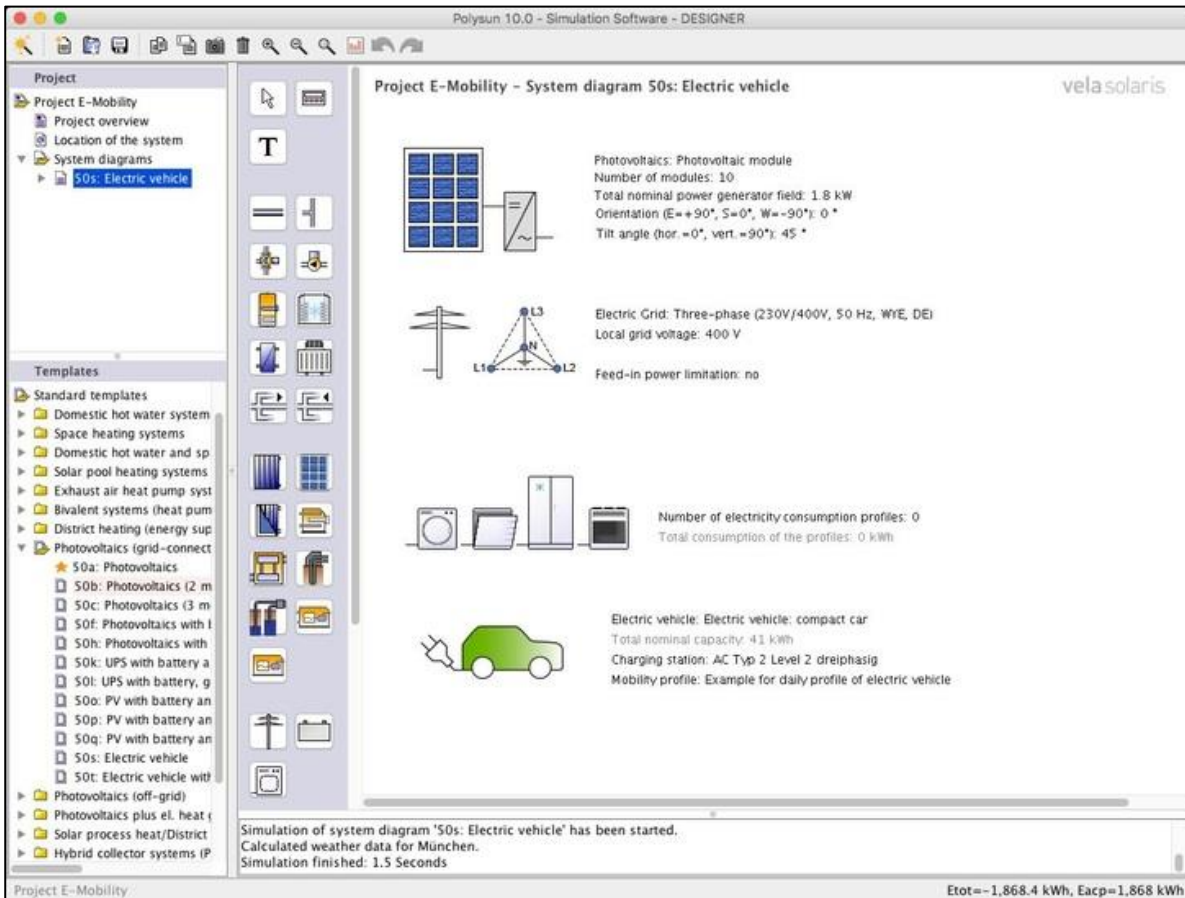 Polysun 10.0 - Simulation Software - DESIGNER
Project
Project E-Mobility
Project overview
Location of the system
System diagrams
50s: Electric vehicle
Templates
Standard templates
Domestic hot water system
Space heating systems
Domestic hot water and sp
Solar pool heating systems
Exhaust air heat pump syst
Bivalent systems (heat pum
District heating (energy sup
Photovoltaics (grid-connect
50a: Photovoltaics
50b: Photovoltaics (2 m
50c: Photovoltaics (3 m
50f: Photovoltaics with b
50h: Photovoltaics with
50k: UPS with battery a
50l: UPS with battery, g
50o: PV with battery an
50p: PV with battery an
50q: PV with battery an
50s: Electric vehicle
50t: Electric vehicle with
Photovoltaics (off-grid)
Photovoltaics plus el. heat g
Solar process heat/District
Hybrid collector systems (P
T
Project E-Mobility - System diagram 50s: Electric vehicle
vela solaris
Photovoltaics: Photovoltaic module
Number of modules: 10
Total nominal power generator field: 1.8 kW
Orientation (E=+90°, S=0°, W=-90°): 0 °
Tilt angle (hor.=0°, vert.=90°): 45 °
L3
N
L1
L2
Electric Grid: Three-phase (230V/400V, 50 Hz, WYE, DE)
Local grid voltage: 400 V
Feed-in power limitation: no
Number of electricity consumption profiles: 0
Total consumption of the profiles: 0 kWh
Electric vehicle: Electric vehicle: compact car
Total nominal capacity: 41 kWh
Charging station: AC Typ 2 Level 2 dreiphasig
Mobility profile: Example for daily profile of electric vehicle
Simulation of system diagram '50s: Electric vehicle' has been started.
Calculated weather data for München.
Simulation finished: 1.5 Seconds
Project E-Mobility
Etot=-1,868.4 kWh, Eacp=1,868 kWh